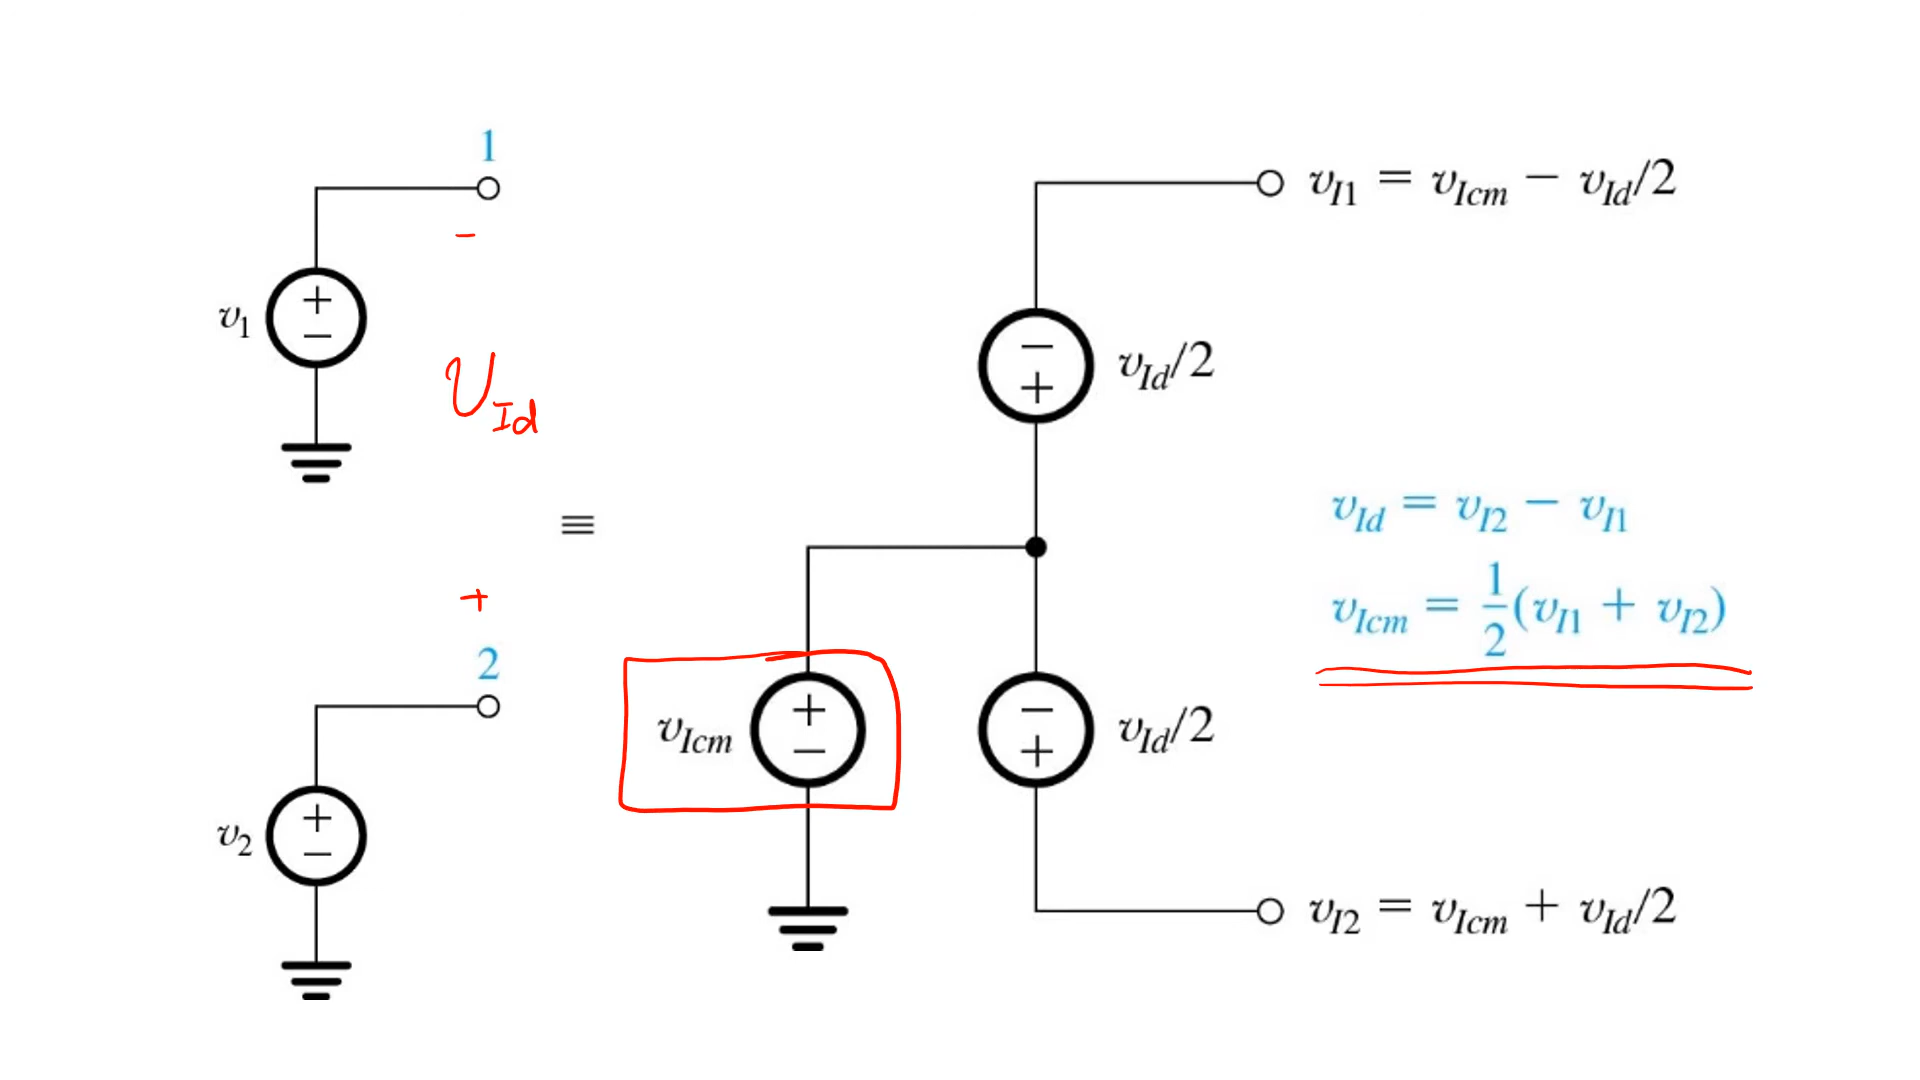 1
−
+
−
v1
VId
+
2
+
−
v2
≡
vI1 = vIcm − vId/2
−
+
vId/2
vId = vI2 − vI1
vIcm = 1/2(vI1 + vI2)
+
−
vIcm
−
+
vId/2
vI2 = vIcm + vId/2